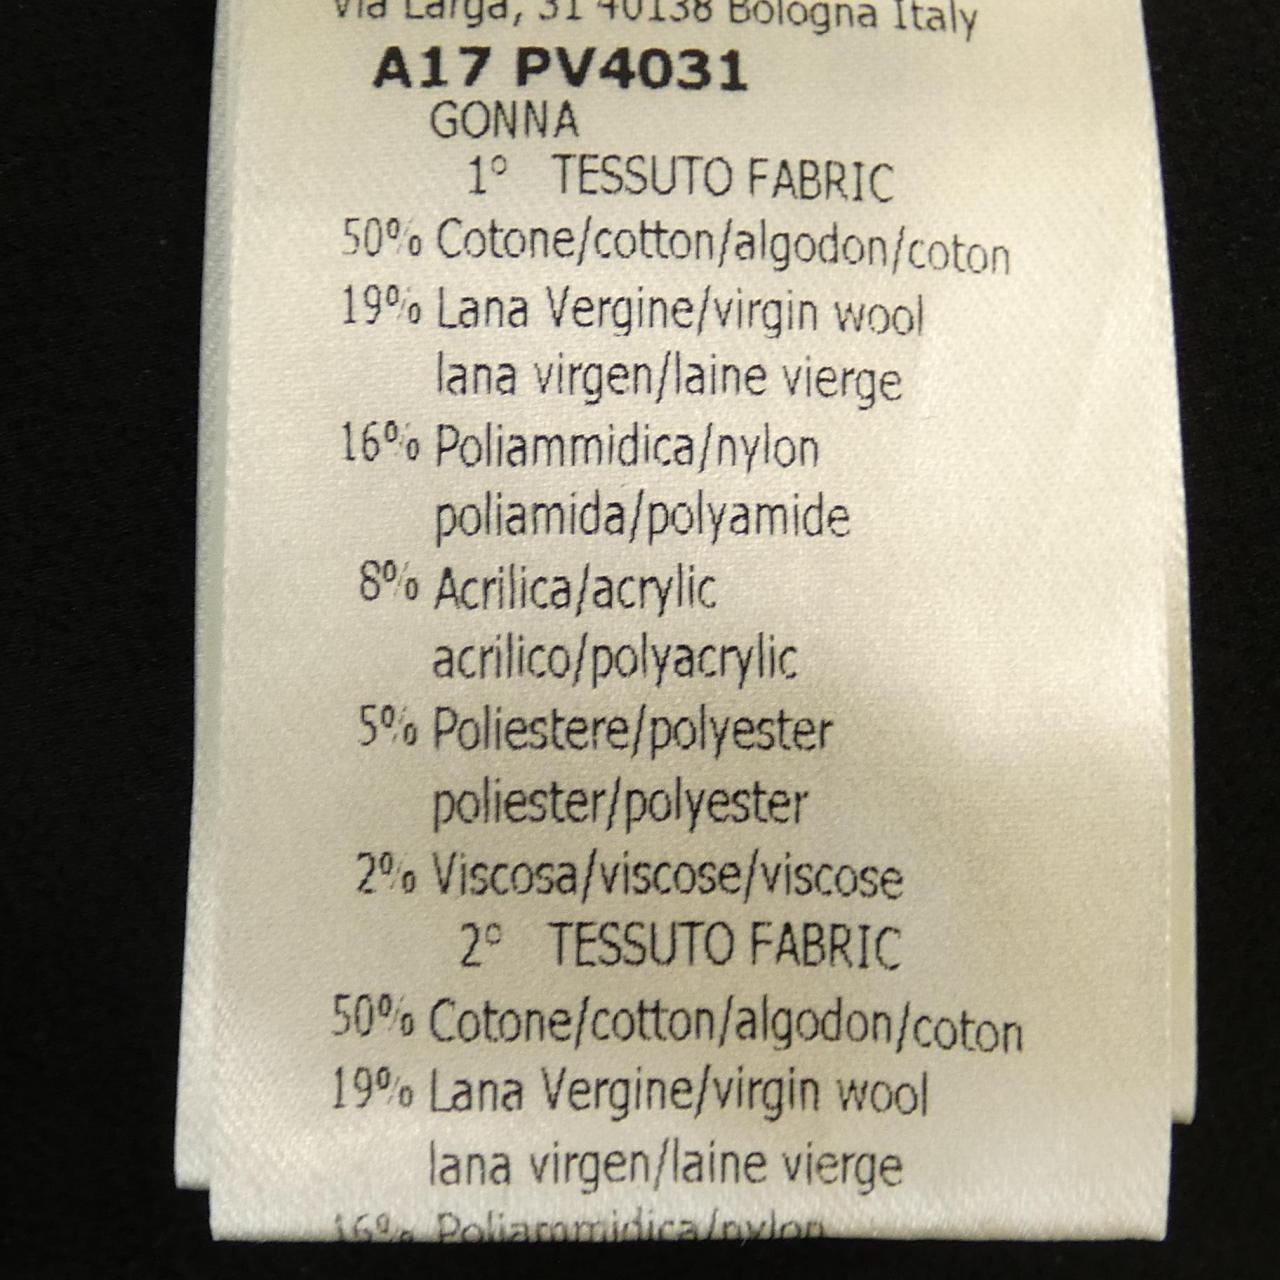 Via Larga, 31 40138 Bologna Italy
A17 PV4031
GONNA
1° TESSUTO FABRIC
50% Cotone/cotton/algodon/coton
19% Lana Vergine/virgin wool
lana virgen/laine vierge
16% Poliammidica/nylon
poliamida/polyamide
8% Acrilica/acrylic
acrilico/polyacrylic
5% Poliestere/polyester
poliester/polyester
2% Viscosa/viscose/viscose
2° TESSUTO FABRIC
50% Cotone/cotton/algodon/coton
19% Lana Vergine/virgin wool
lana virgen/laine vierge
16% Poliammidica/nylon